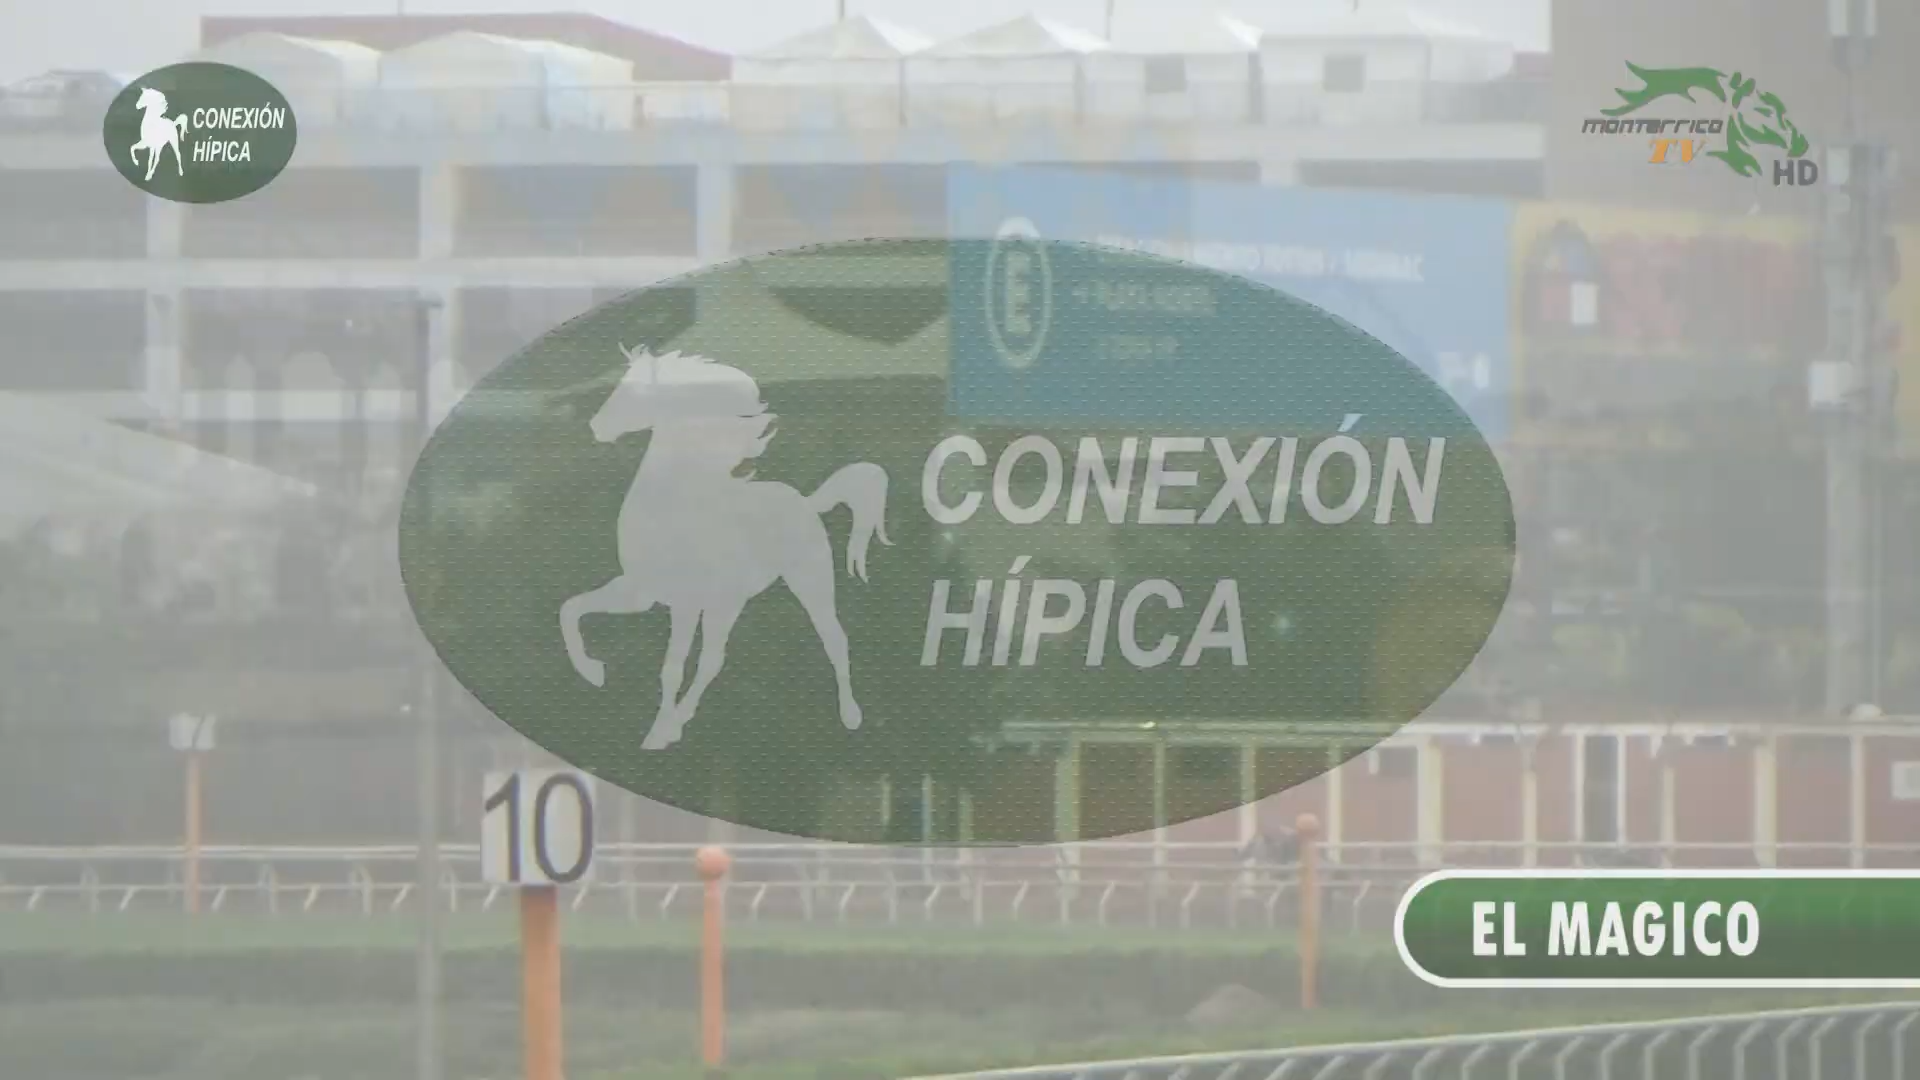 CONEXIÓN
HÍPICA
monterrico
TV
HD
E
CONEXIÓN
HÍPICA
10
EL MAGICO